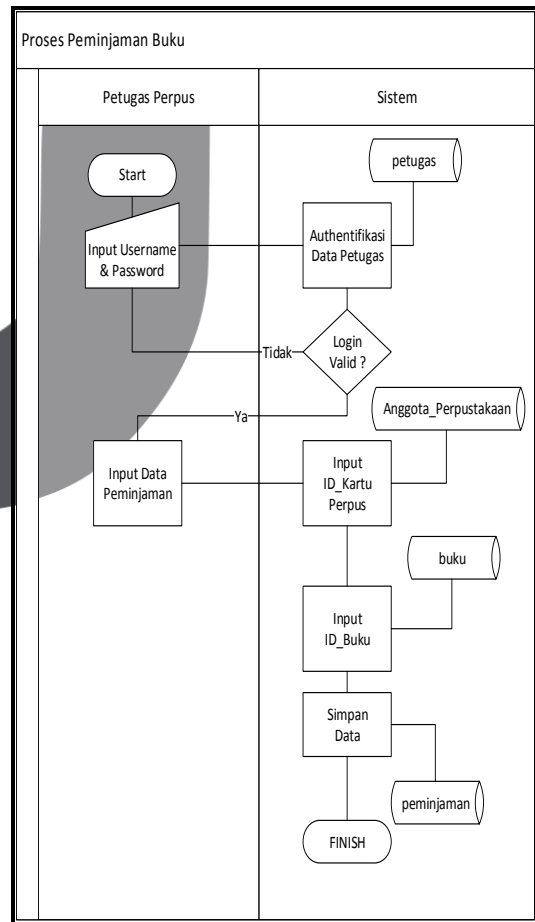 Proses Peminjaman Buku
Petugas Perpus
Sistem
petugas
Start
Input Username
& Password
Authentifikasi
Data Petugas
Login
Valid ?
Tidak
Ya
Anggota_Perpustakaan
Input Data
Peminjaman
Input
ID_Kartu
Perpus
buku
Input
ID_Buku
Simpan
Data
peminjaman
FINISH